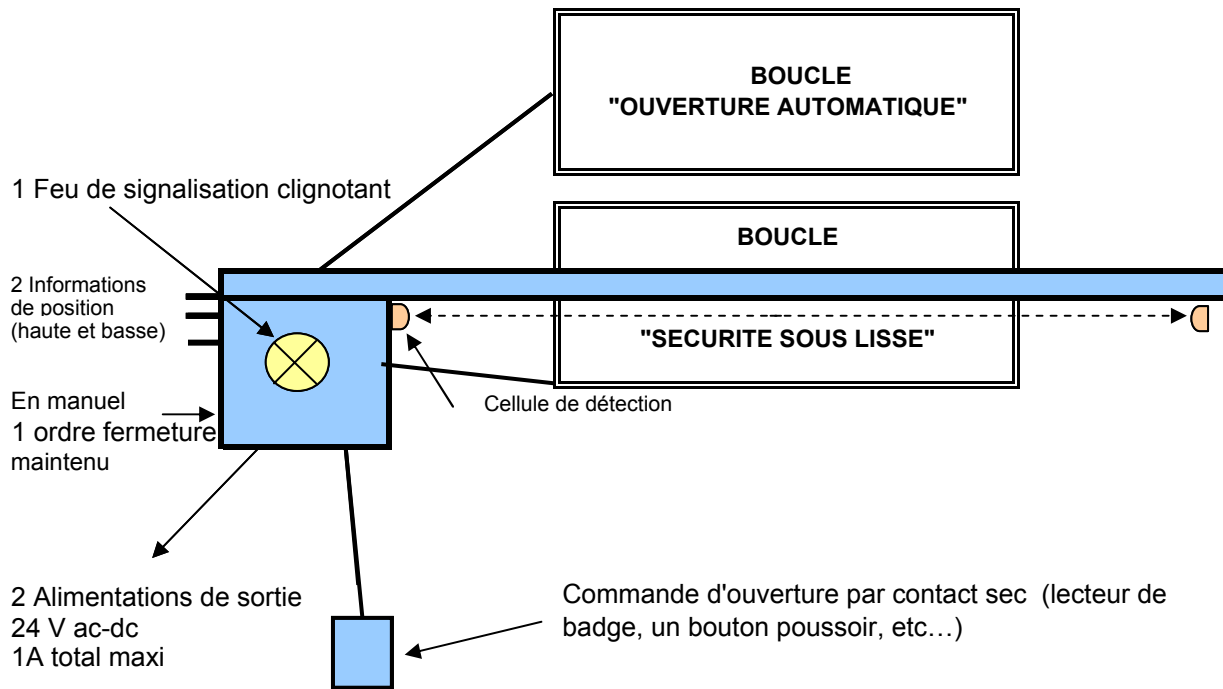 BOUCLE
"OUVERTURE AUTOMATIQUE"
1 Feu de signalisation clignotant
BOUCLE
"SECURITE SOUS LISSE"
2 Informations
de position
(haute et basse)
Cellule de détection
En manuel
1 ordre fermeture
maintenu
2 Alimentations de sortie
24 V ac-dc
1A total maxi
Commande d'ouverture par contact sec (lecteur de
badge, un bouton poussoir, etc…)